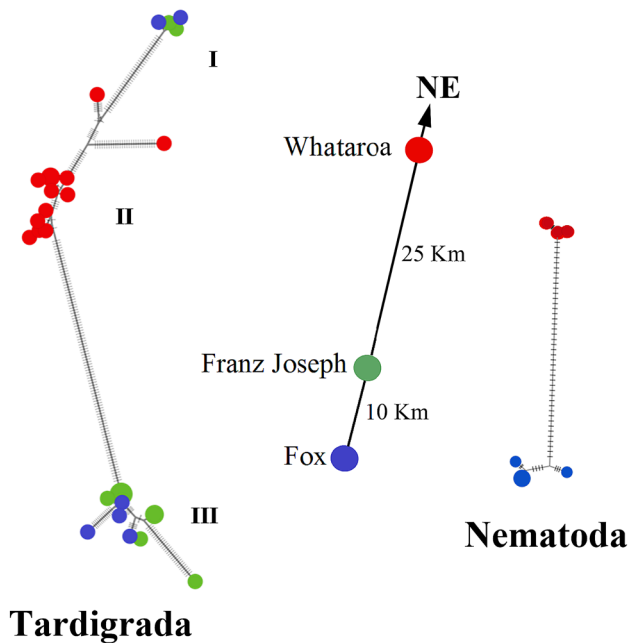 I
NE
Whataroa
II
25 Km
Franz Joseph
10 Km
Fox
III
Nematoda
Tardigrada